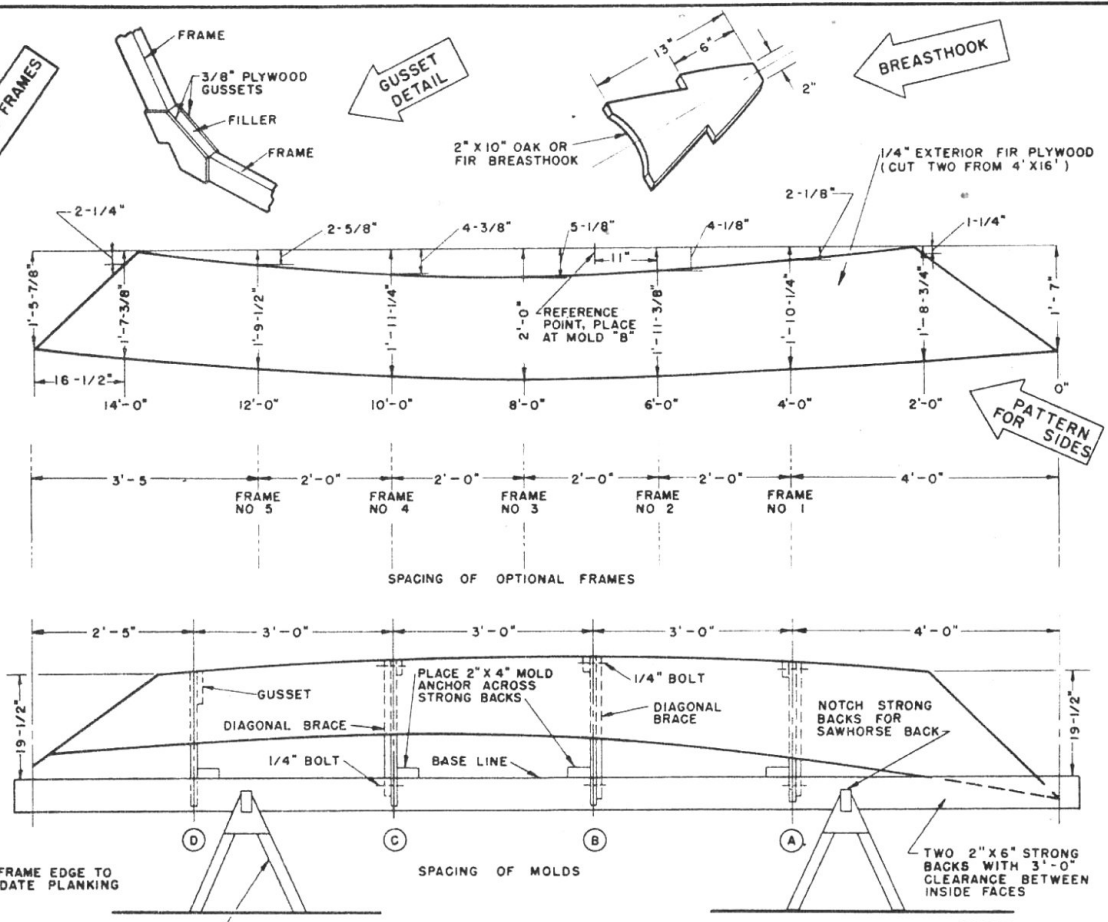 FRAMES
FRAME
3/8" PLYWOOD
GUSSETS
FILLER
FRAME
GUSSET
DETAIL
13"
6"
2"
BREASTHOOK
2" X 10" OAK OR
FIR BREASTHOOK
1/4" EXTERIOR FIR PLYWOOD
(CUT TWO FROM 4' X16')
2-1/4"
2-5/8"
4-3/8"
5-1/8"
4-1/8"
2-1/8"
1-1/4"
11"
1'-5-7/8"
1'-7-3/8"
1'-9-1/2"
1'-11-1/4"
2'-0"
REFERENCE
POINT, PLACE
AT MOLD "B"
1'-11-3/8"
1'-10-1/4"
1'-8-3/4"
1'-7"
16-1/2"
14'-0"
12'-0"
10'-0"
8'-0"
6'-0"
4'-0"
2'-0"
0"
PATTERN
FOR SIDES
3'-5
2'-0"
2'-0"
2'-0"
2'-0"
4'-0"
FRAME
NO 5
FRAME
NO 4
FRAME
NO 3
FRAME
NO 2
FRAME
NO 1
SPACING OF OPTIONAL FRAMES
2'-5"
3'-0"
3'-0"
3'-0"
4'-0"
19-1/2"
GUSSET
DIAGONAL BRACE
1/4" BOLT
PLACE 2" X 4" MOLD
ANCHOR ACROSS
STRONG BACKS
BASE LINE
1/4" BOLT
DIAGONAL
BRACE
NOTCH STRONG
BACKS FOR
SAWHORSE BACK
19-1/2"
D
C
B
A
SPACING OF MOLDS
TWO 2" X 6" STRONG
BACKS WITH 3'-0"
CLEARANCE BETWEEN
INSIDE FACES
FRAME EDGE TO
DATE PLANKING